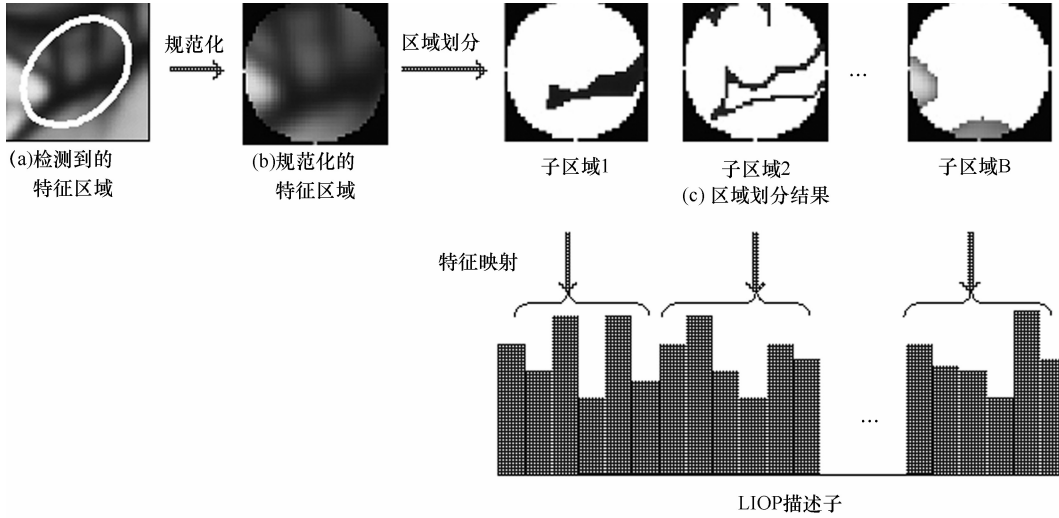 规范化
区域划分
...
(a)检测到的
特征区域
(b)规范化的
特征区域
子区域1
子区域2
子区域B
(c) 区域划分结果
特征映射
...
LIOP描述子